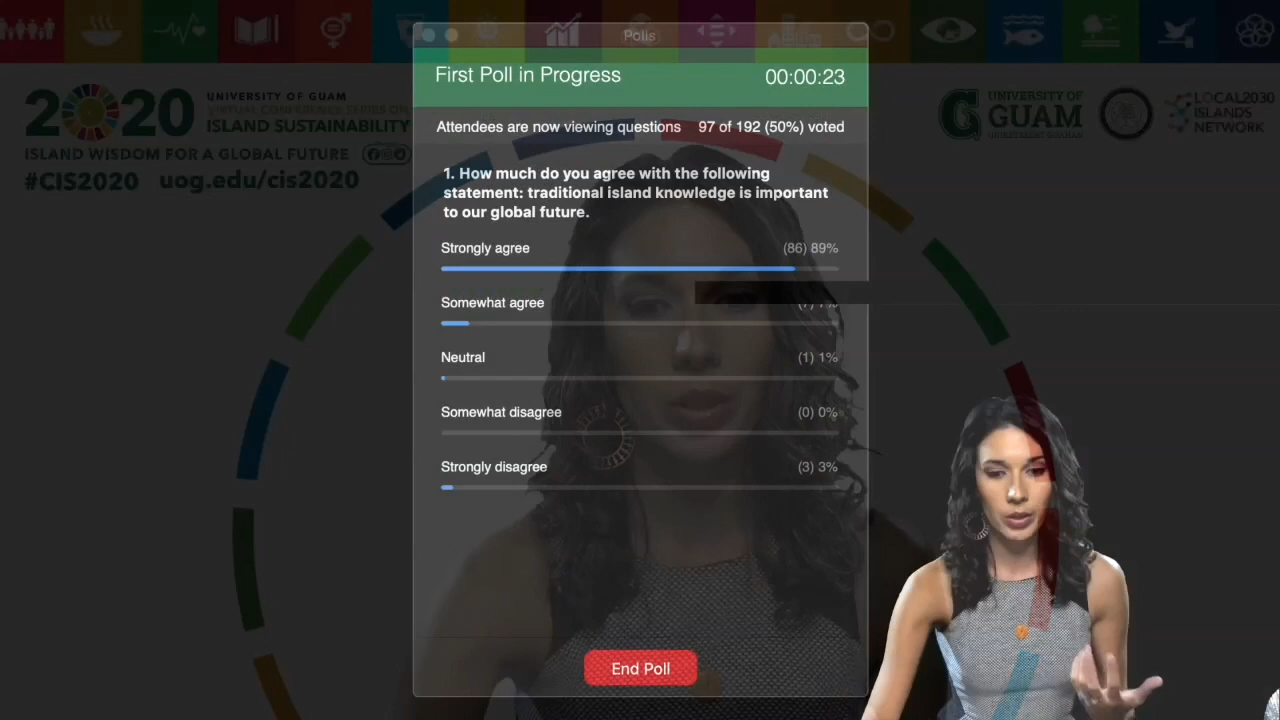 Polls
First Poll in Progress
00:00:23
2020
UNIVERSITY OF GUAM
VIRTUAL CONFERENCE SERIES ON
ISLAND SUSTAINABILITY
ISLAND WISDOM FOR A GLOBAL FUTURE
#CIS2020 uog.edu/cis2020
G UNIVERSITY OF
GUAM
LOCAL2030
ISLANDS
NETWORK
Attendees are now viewing questions 97 of 192 (50%) voted
1. How much do you agree with the following
statement: traditional island knowledge is important
to our global future.
Strongly agree (86) 89%
Somewhat agree
Neutral (1) 1%
Somewhat disagree (0) 0%
Strongly disagree (3) 3%
End Poll